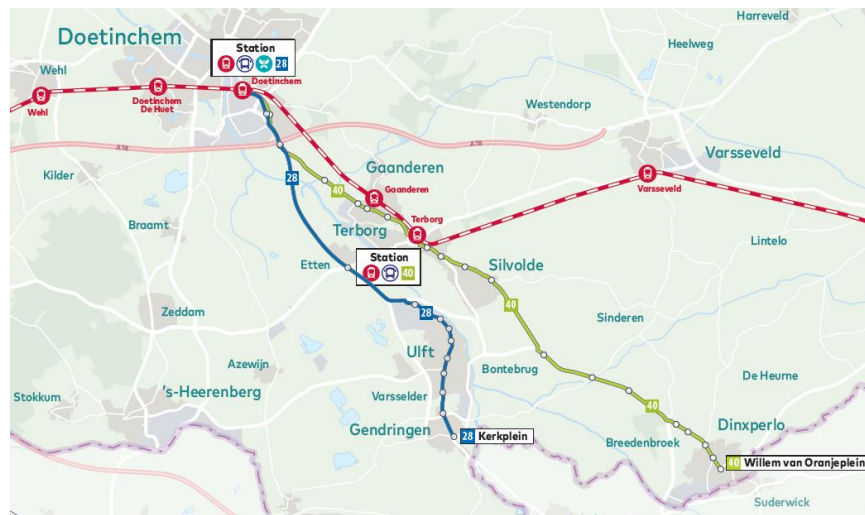 Harreveld
Doetinchem
Station
28
Heelweg
Wehl
Doetinchem
Wehl
Doetinchem
De Huet
Westendorp
A18
A18
Varsseveld
Gaanderen
Kilder
28
40
Gaanderen
Varsseveld
Braamt
Terborg
Terborg
Lintelo
Station
40
Etten
Silvolde
Zeddam
40
28
Sinderen
Ulft
Azewijn
Bontebrug
De Heurne
Stokkum
's-Heerenberg
Varsselder
40
Dinxperlo
Gendringen
28 Kerkplein
Breedenbroek
40 Willem van Oranjeplein
Suderwick